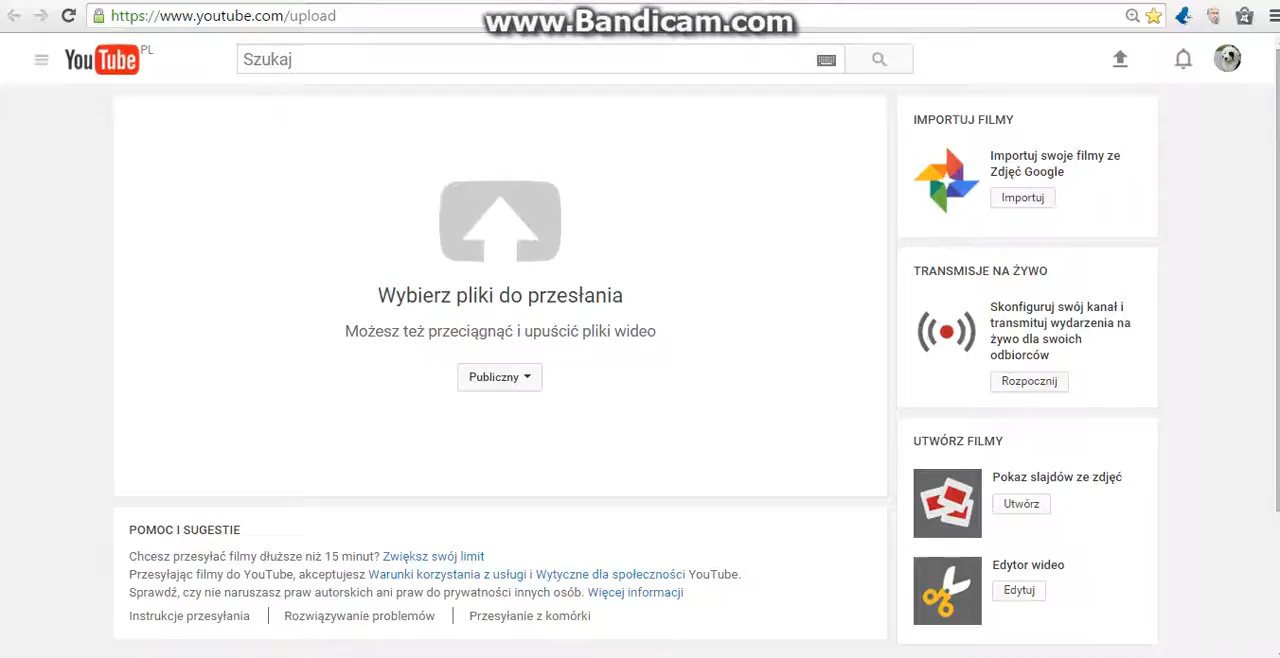 https://www.youtube.com/upload
www.Bandicam.com
YouTube PL
Szukaj
Wybierz pliki do przesłania
Możesz też przeciągnąć i upuścić pliki wideo
Publiczny
POMOC I SUGESTIE
Chcesz przesyłać filmy dłuższe niż 15 minut? Zwiększ swój limit
Przesyłając filmy do YouTube, akceptujesz Warunki korzystania z usługi i Wytyczne dla społeczności YouTube.
Sprawdź, czy nie naruszasz praw autorskich ani praw do prywatności innych osób. Więcej informacji
Instrukcje przesyłania | Rozwiązywanie problemów | Przesyłanie z komórki
IMPORTUJ FILMY
Importuj swoje filmy ze
Zdjęć Google
Importuj
TRANSMISJE NA ŻYWO
Skonfiguruj swój kanał i
transmituj wydarzenia na
żywo dla swoich
odbiorców
Rozpocznij
UTWÓRZ FILMY
Pokaz slajdów ze zdjęć
Utwórz
Edytor wideo
Edytuj